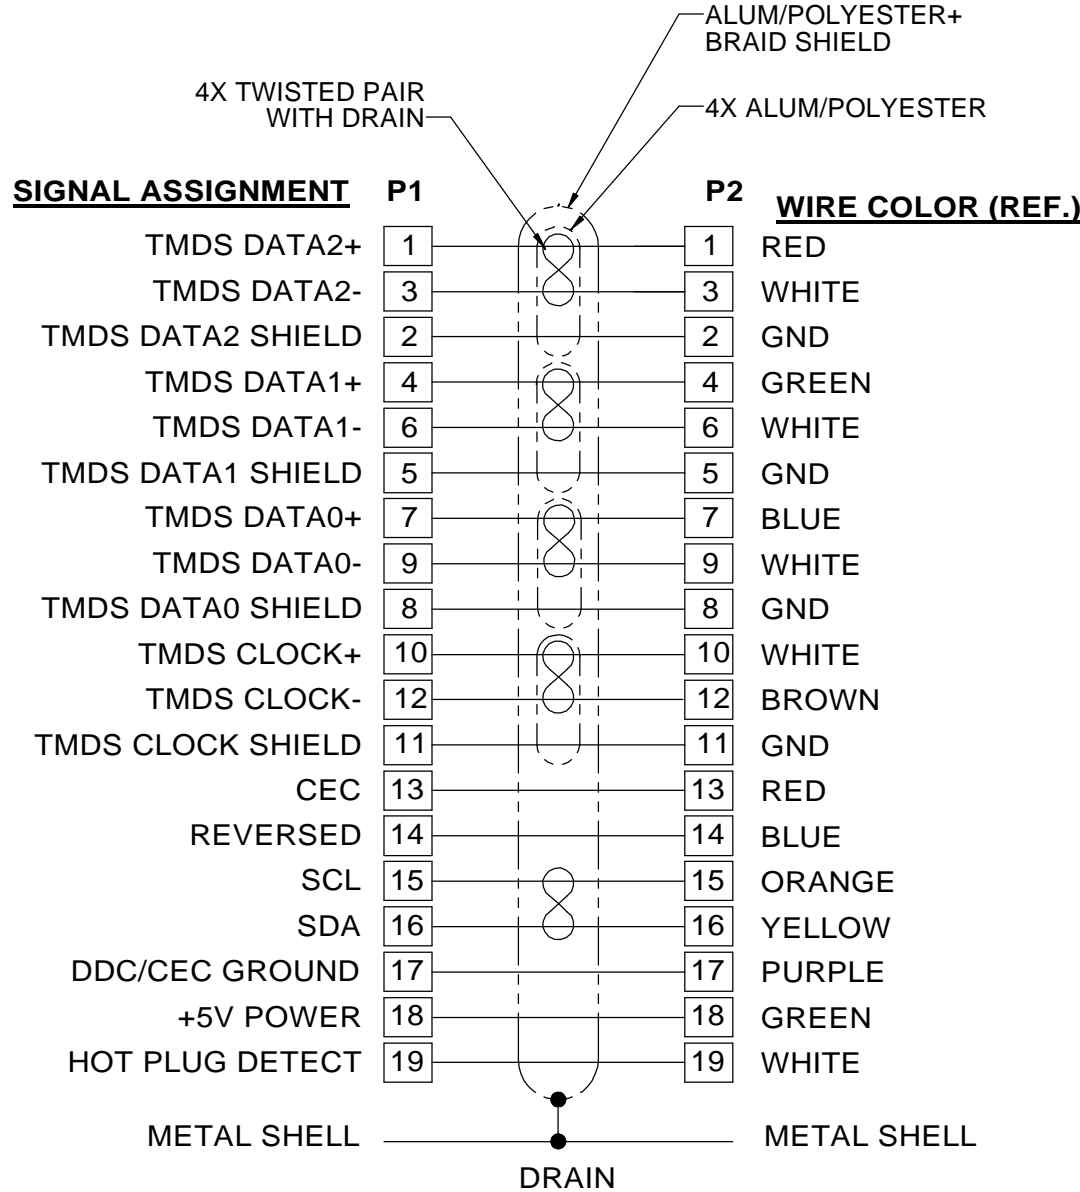 ALUM/POLYESTER+
BRAID SHIELD
4X TWISTED PAIR
WITH DRAIN
4X ALUM/POLYESTER
SIGNAL ASSIGNMENT P1 P2 WIRE COLOR (REF.)
TMDS DATA2+ 1 1 RED
TMDS DATA2- 3 3 WHITE
TMDS DATA2 SHIELD 2 2 GND
TMDS DATA1+ 4 4 GREEN
TMDS DATA1- 6 6 WHITE
TMDS DATA1 SHIELD 5 5 GND
TMDS DATA0+ 7 7 BLUE
TMDS DATA0- 9 9 WHITE
TMDS DATA0 SHIELD 8 8 GND
TMDS CLOCK+ 10 10 WHITE
TMDS CLOCK- 12 12 BROWN
TMDS CLOCK SHIELD 11 11 GND
CEC 13 13 RED
REVERSED 14 14 BLUE
SCL 15 15 ORANGE
SDA 16 16 YELLOW
DDC/CEC GROUND 17 17 PURPLE
+5V POWER 18 18 GREEN
HOT PLUG DETECT 19 19 WHITE
METAL SHELL METAL SHELL
DRAIN